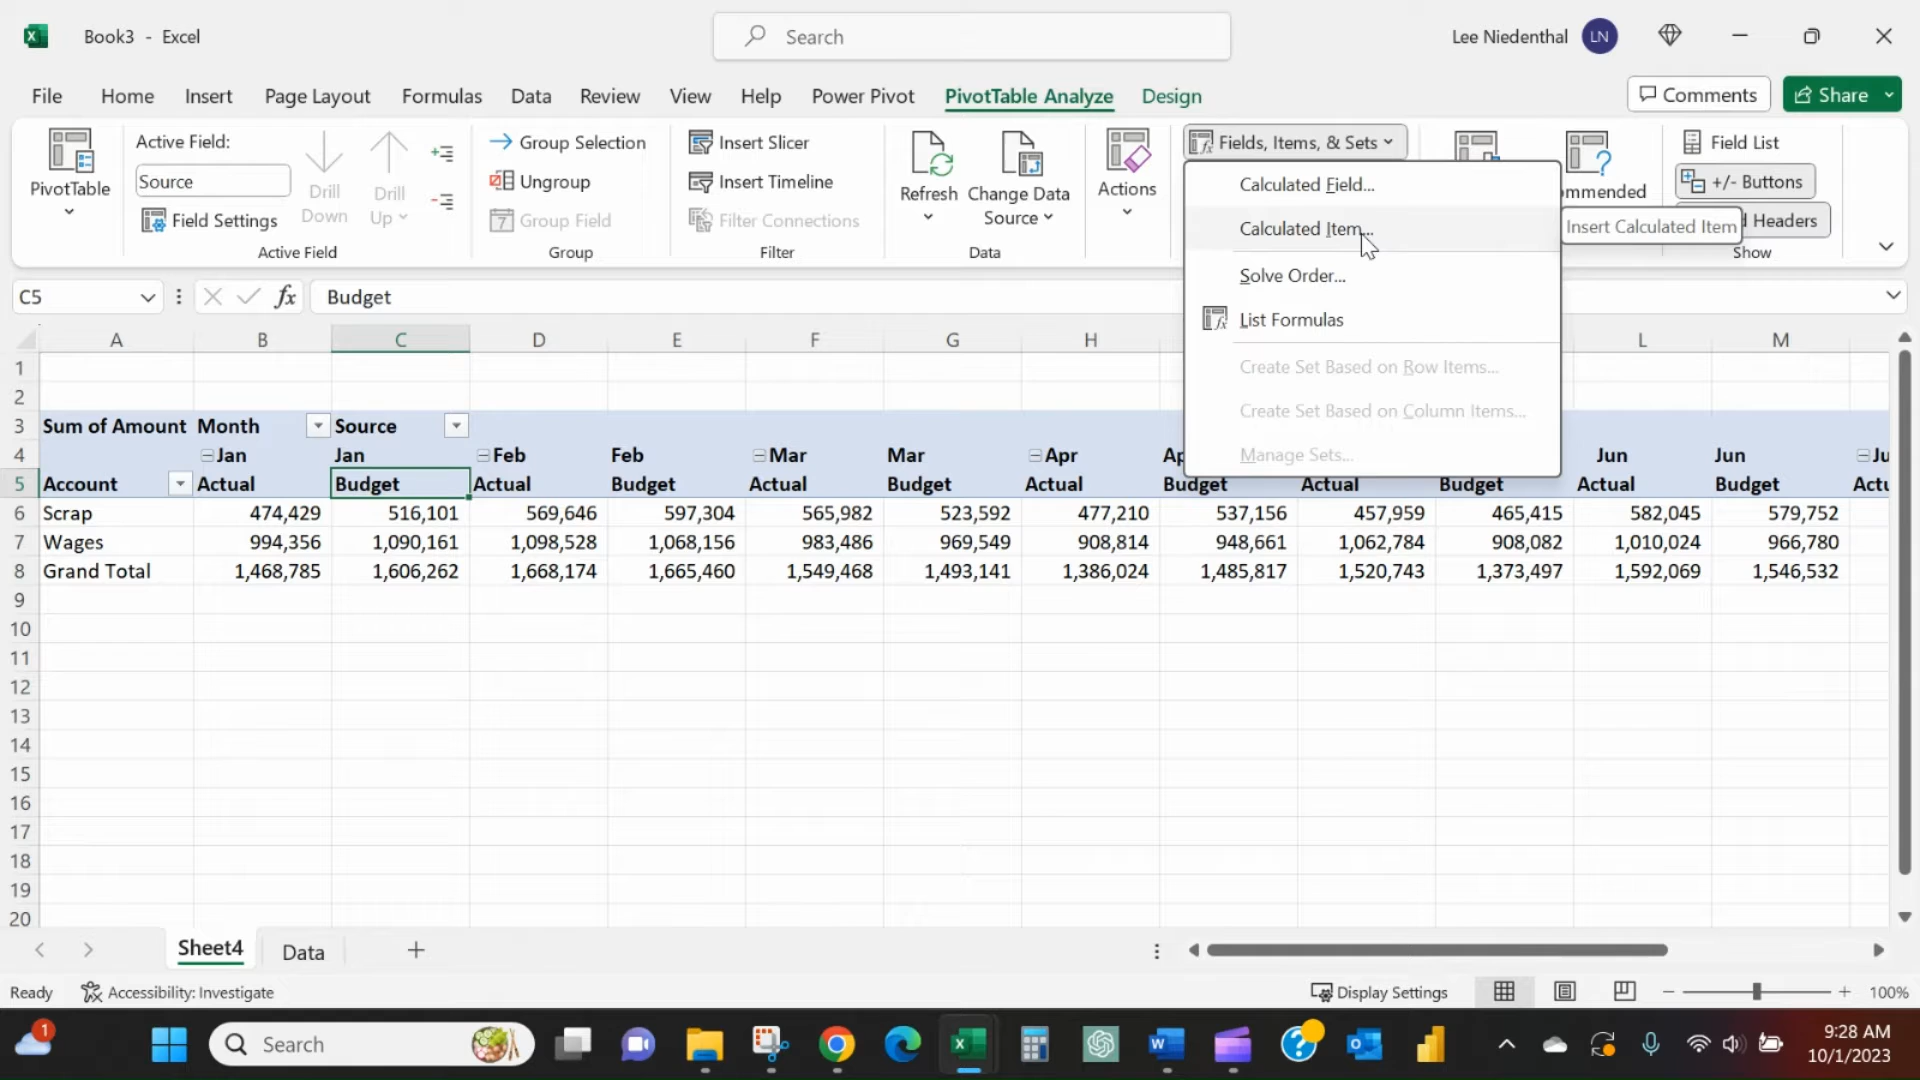 Book3 - Excel
Search
Lee Niedenthal
LN
File Home Insert Page Layout Formulas Data Review View Help Power Pivot PivotTable Analyze Design
Comments
Share
PivotTable
Active Field:
Source
Field Settings
Drill Down
Drill Up
Active Field
Group Selection
Ungroup
Group Field
Group
Insert Slicer
Insert Timeline
Filter Connections
Filter
Refresh
Change Data Source
Data
Actions
Fields, Items, & Sets
Calculated Field...
Calculated Item...
Solve Order...
List Formulas
Create Set Based on Row Items...
Create Set Based on Column Items...
Manage Sets...
Insert Calculated Item
Field List
+/- Buttons
Headers
Show
C5
fx
Budget
A B C D E F G H L M
1
2
3 Sum of Amount Month Source
4 Jan Jan Feb Feb Mar Mar Apr Jun Jun
5 Account Actual Budget Actual Budget Actual Budget Actual Budget Actual Budget Actual Budget
6 Scrap 474,429 516,101 569,646 597,304 565,982 523,592 477,210 537,156 457,959 465,415 582,045 579,752
7 Wages 994,356 1,090,161 1,098,528 1,068,156 983,486 969,549 908,814 948,661 1,062,784 908,082 1,010,024 966,780
8 Grand Total 1,468,785 1,606,262 1,668,174 1,665,460 1,549,468 1,493,141 1,386,024 1,485,817 1,520,743 1,373,497 1,592,069 1,546,532
9
10
11
12
13
14
15
16
17
18
19
20
Sheet4 Data
Ready
Accessibility: Investigate
Display Settings
100%
1
Search
9:28 AM
10/1/2023